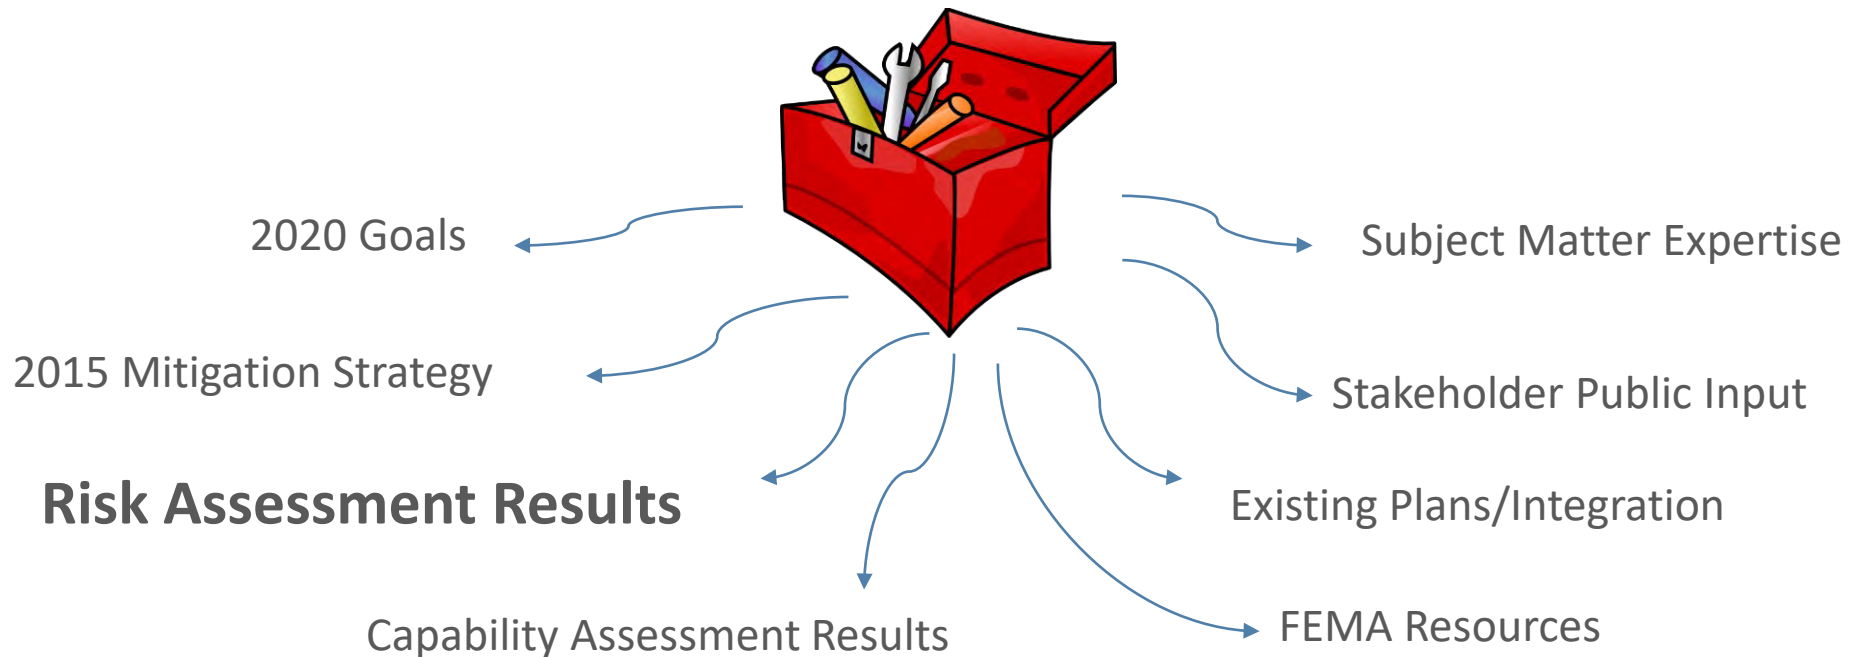 2020 Goals
Subject Matter Expertise
2015 Mitigation Strategy
Stakeholder Public Input
Risk Assessment Results
Existing Plans/Integration
Capability Assessment Results
FEMA Resources